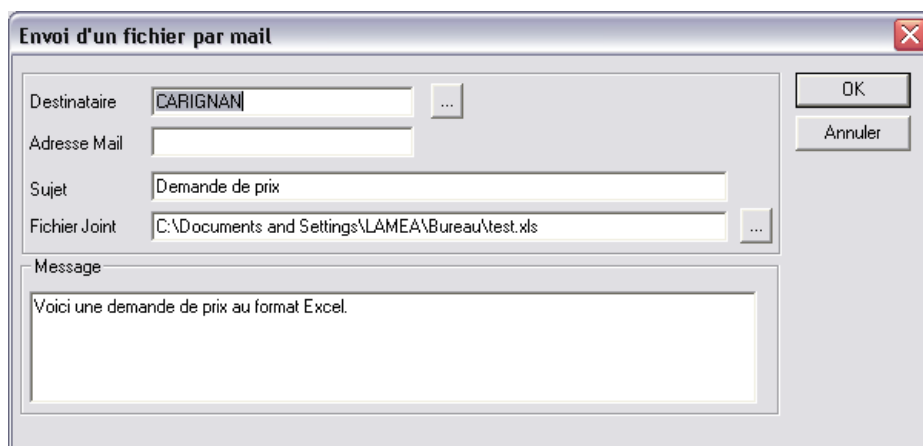 Envoi d'un fichier par mail
Destinataire CARIGNAN ... OK
Adresse Mail Annuler
Sujet Demande de prix
Fichier Joint C:\Documents and Settings\LAMEA\Bureau\test.xls ...
Message
Voici une demande de prix au format Excel.